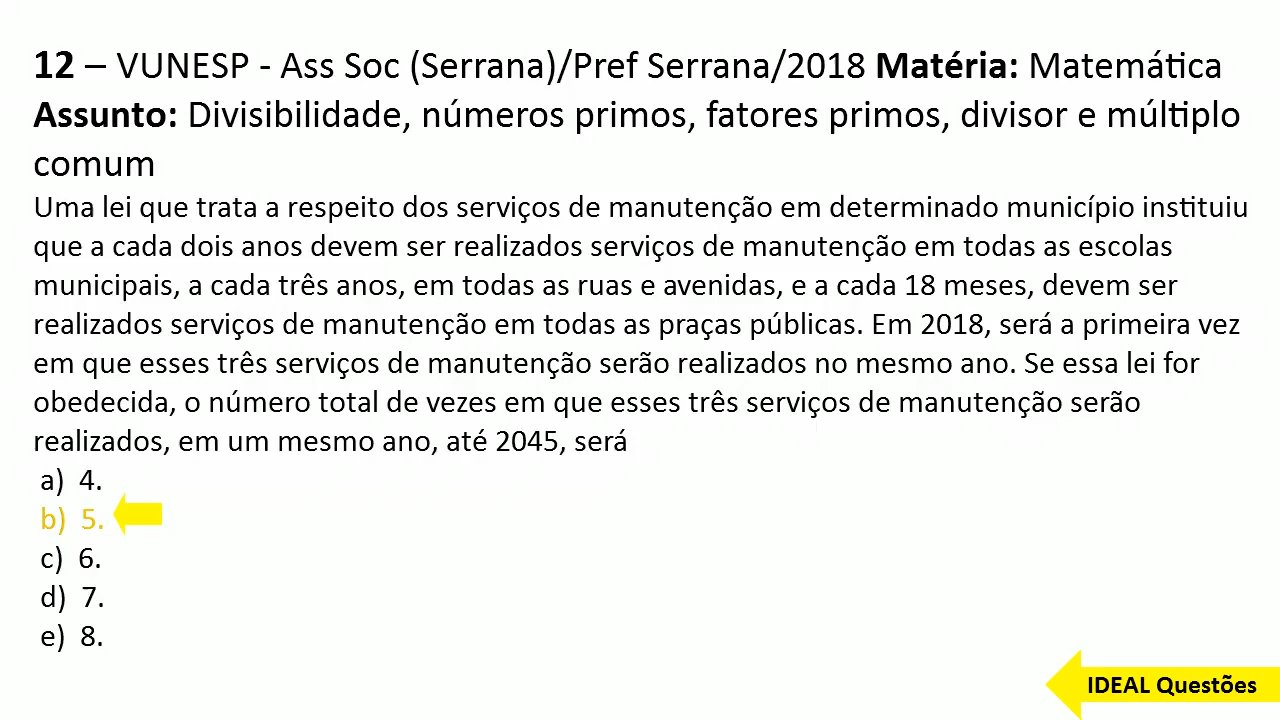 12 – VUNESP - Ass Soc (Serrana)/Pref Serrana/2018 Matéria: Matemática
Assunto: Divisibilidade, números primos, fatores primos, divisor e múltiplo
comum
Uma lei que trata a respeito dos serviços de manutenção em determinado município instituiu
que a cada dois anos devem ser realizados serviços de manutenção em todas as escolas
municipais, a cada três anos, em todas as ruas e avenidas, e a cada 18 meses, devem ser
realizados serviços de manutenção em todas as praças públicas. Em 2018, será a primeira vez
em que esses três serviços de manutenção serão realizados no mesmo ano. Se essa lei for
obedecida, o número total de vezes em que esses três serviços de manutenção serão
realizados, em um mesmo ano, até 2045, será
a) 4.
b) 5.
c) 6.
d) 7.
e) 8.
IDEAL Questões